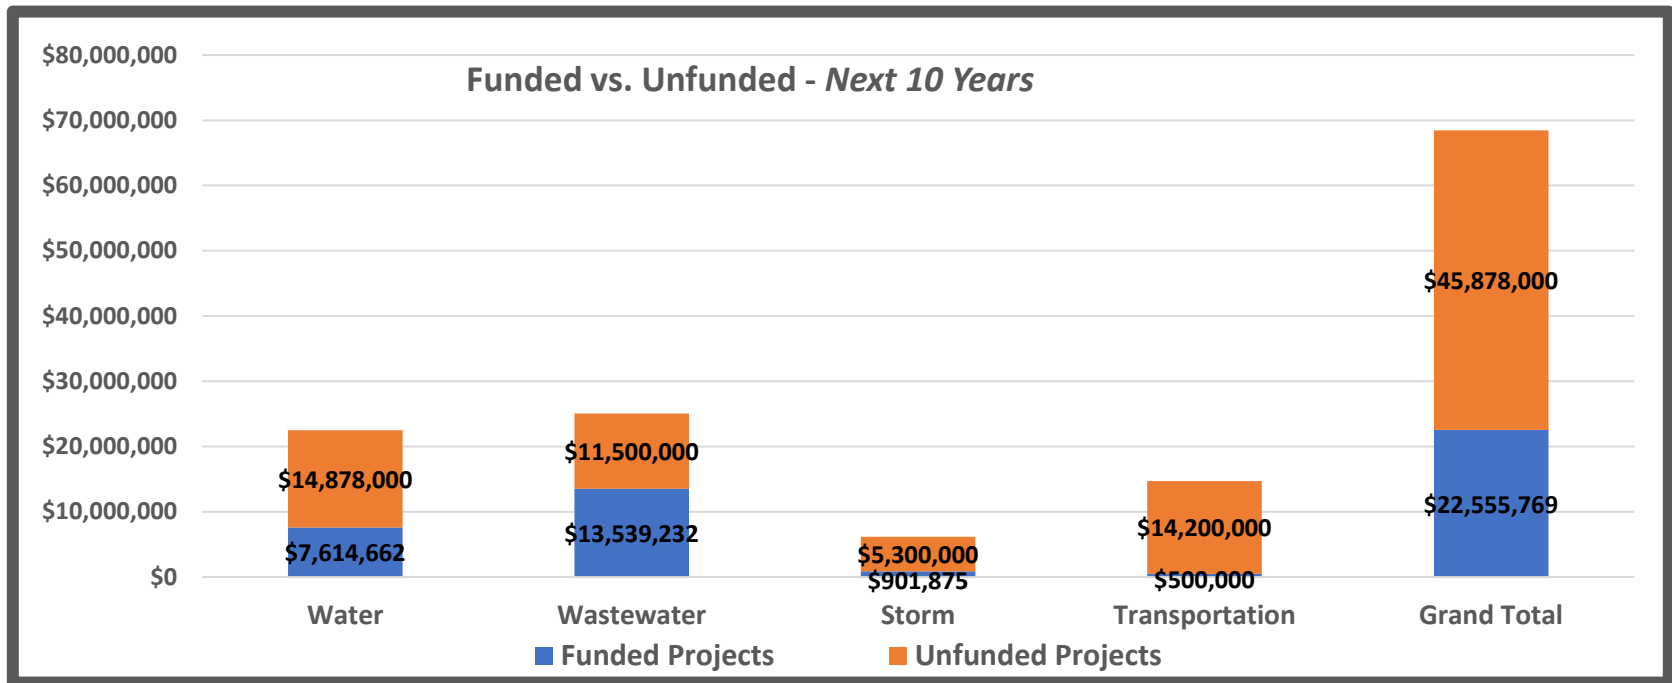 Funded vs. Unfunded - Next 10 Years
$80,000,000
$70,000,000
$60,000,000
$50,000,000
$40,000,000
$30,000,000
$20,000,000
$10,000,000
$0
$14,878,000
$7,614,662
$11,500,000
$13,539,232
$5,300,000
$901,875
$14,200,000
$500,000
$45,878,000
$22,555,769
Water
Wastewater
Storm
Transportation
Grand Total
Funded Projects
Unfunded Projects